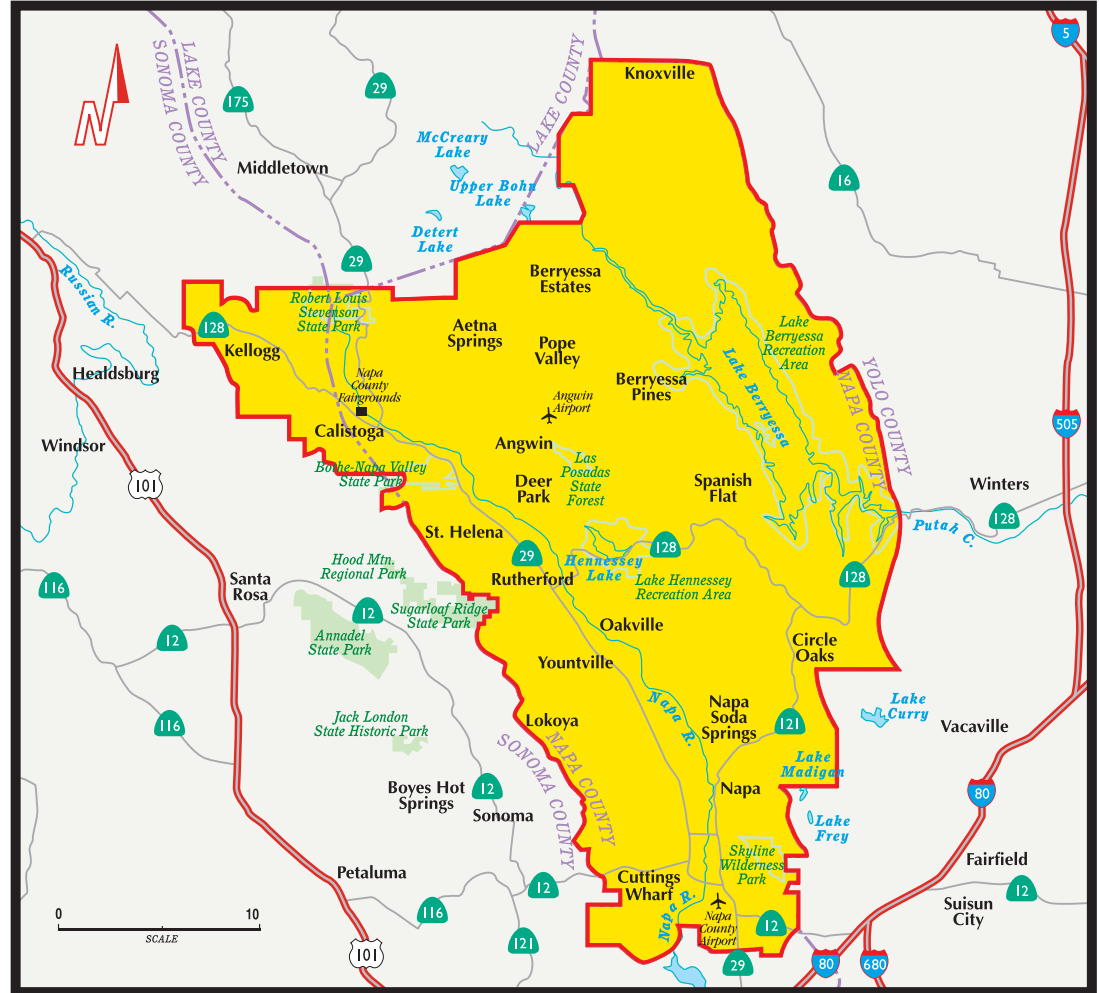 5
Knoxville
LAKE COUNTY
SONOMA COUNTY
LAKE COUNTY
29
175
McCreary
Lake
Middletown
16
Upper Bohn
Lake
Detert
Lake
29
Russian R.
Berryessa
Estates
Robert Louis
Stevenson
State Park
128
Kellogg
Aetna
Springs
Pope
Valley
Lake
Berryessa
Recreation
Area
Healdsburg
Napa
County
Fairgrounds
Berryessa
Pines
Lake Berryessa
YOLO COUNTY
NAPA COUNTY
Angwin
Airport
505
Calistoga
Windsor
Angwin
Bothe-Napa Valley
State Park
Las
Posadas
State
Forest
101
Deer
Park
Spanish
Flat
Winters
128
Putah C.
St. Helena
29
128
Hennessey
Lake
Hood Mtn.
Regional Park
116
Santa
Rosa
Rutherford
Lake Hennessey
Recreation Area
128
12
Sugarloaf Ridge
State Park
12
Annadel
State Park
Oakville
Circle
Oaks
Yountville
Napa R.
Lake
Curry
Jack London
State Historic Park
116
Lokoya
Napa
Soda
Springs
121
Vacaville
SONOMA COUNTY
NAPA COUNTY
Lake
Madigan
Boyes Hot
Springs
12
Napa
80
Sonoma
Lake
Frey
Skyline
Wilderness
Park
Fairfield
Petaluma
12
Cuttings
Wharf
12
Suisun
City
0
10
SCALE
116
Napa R.
Napa
County
Airport
12
121
101
29
80
680
N